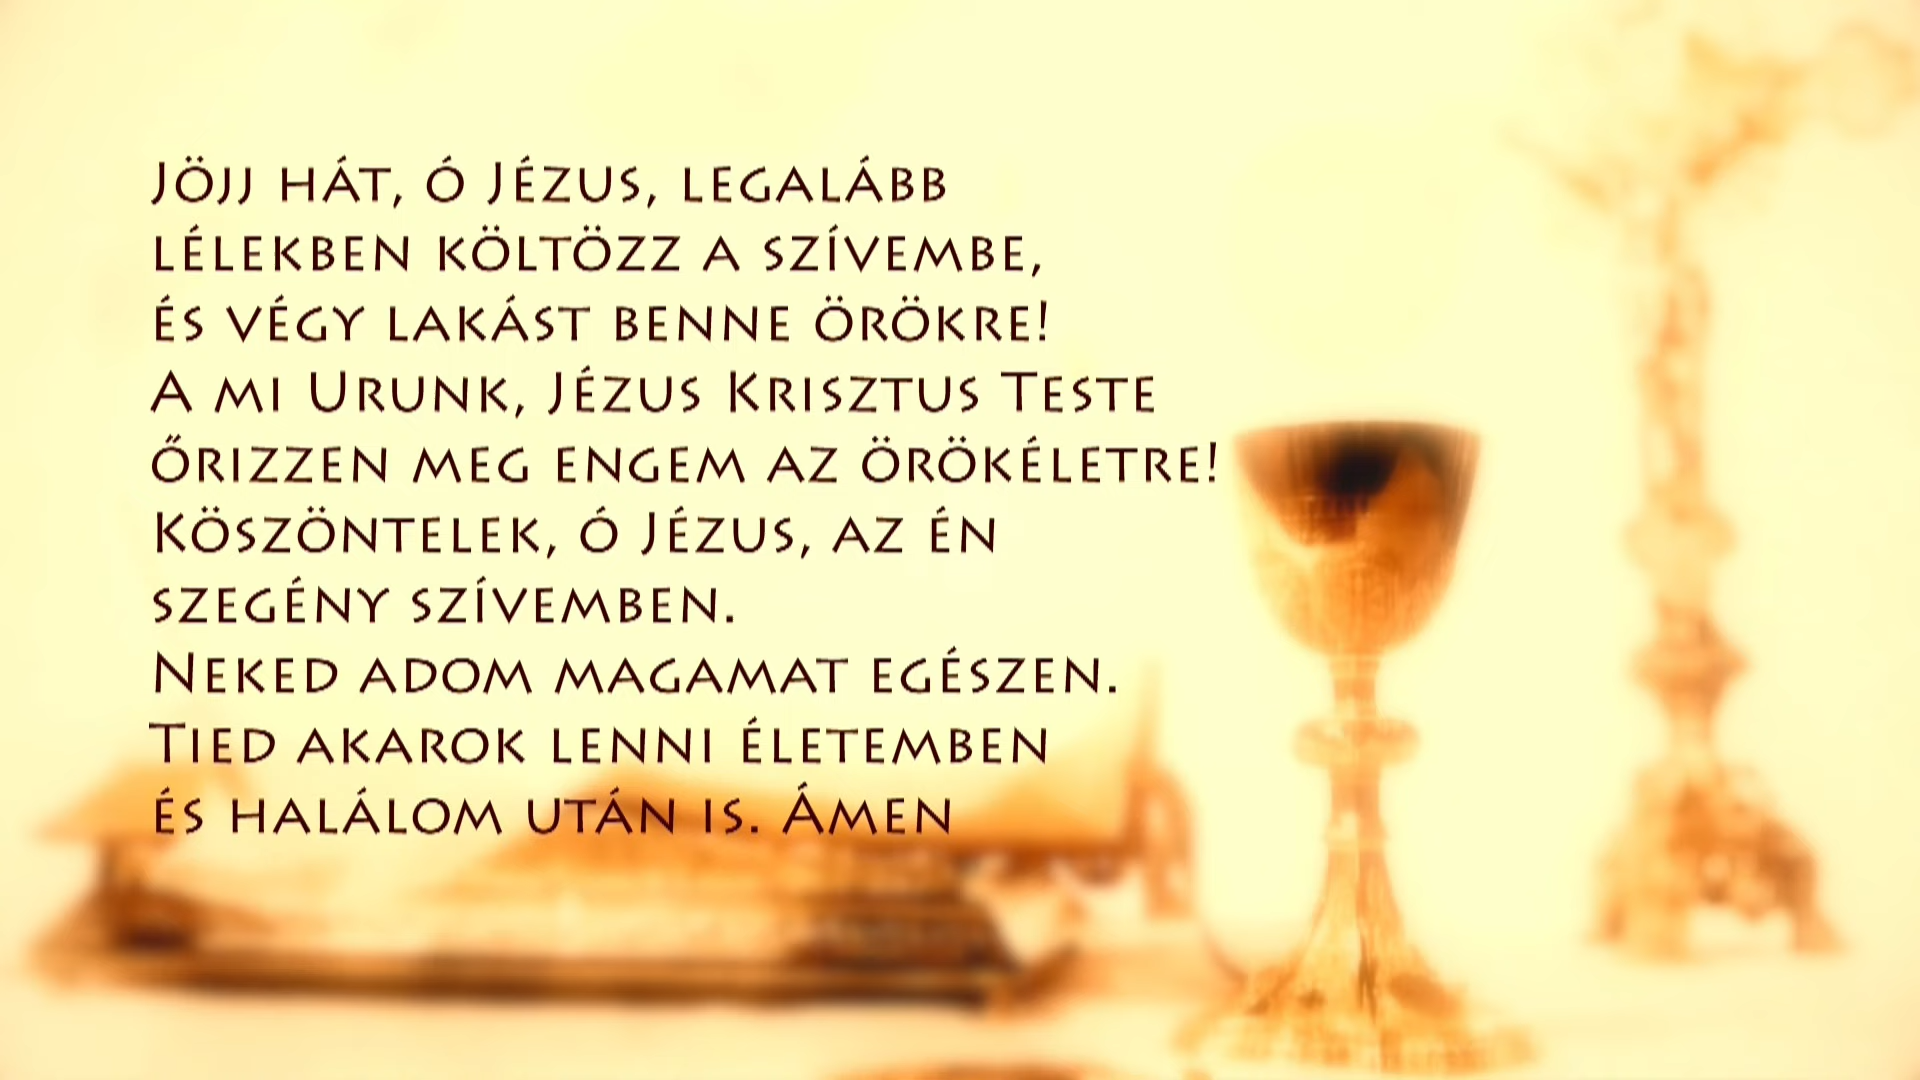 Jöjj hát, ó Jézus, legalább
lélekben költözz a szívembe,
és végy lakást benne örökre!
A mi Urunk, Jézus Krisztus Teste
őrizzen meg engem az örökéletre!
Köszöntelek, ó Jézus, az én
szegény szívemben.
Neked adom magamat egészen.
Tied akarok lenni életemben
és halálom után is. Ámen